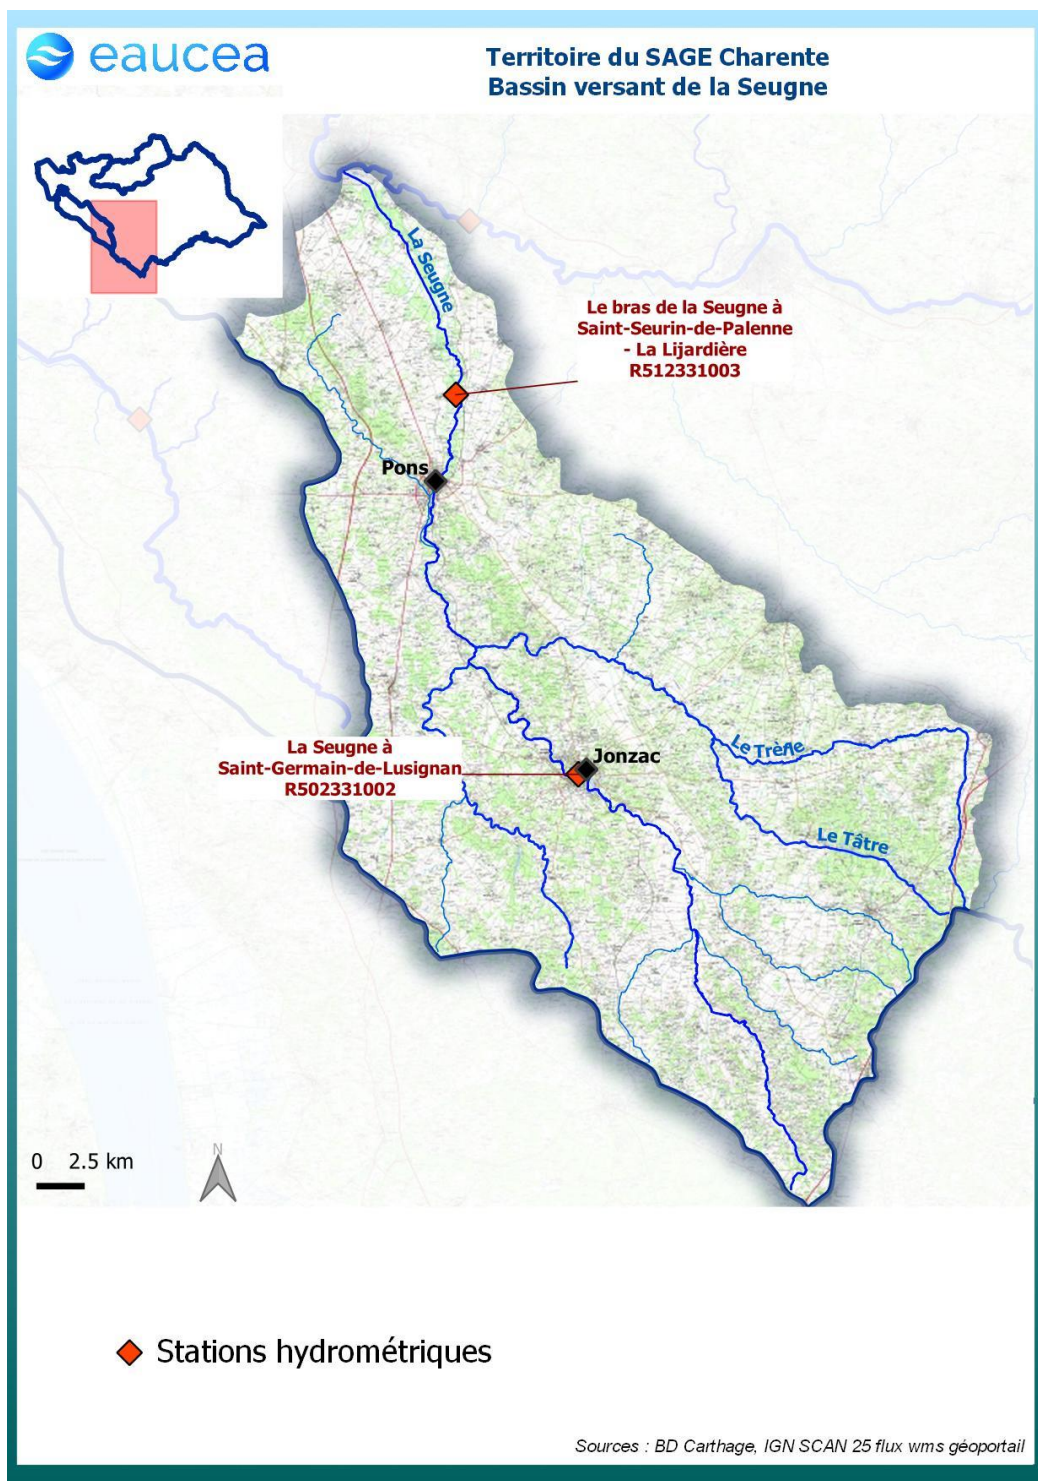 eaucea
Territoire du SAGE Charente
Bassin versant de la Seugne
La Seugne
Le bras de la Seugne à
Saint-Seurin-de-Palenne
- La Lijardière
R512331003
Pons
Jonzac
La Seugne à
Saint-Germain-de-Lusignan
R502331002
Le Trèfle
Le Tâtre
0 2.5 km
N
Stations hydrométriques
Sources : BD Carthage, IGN SCAN 25 flux wms géoportail